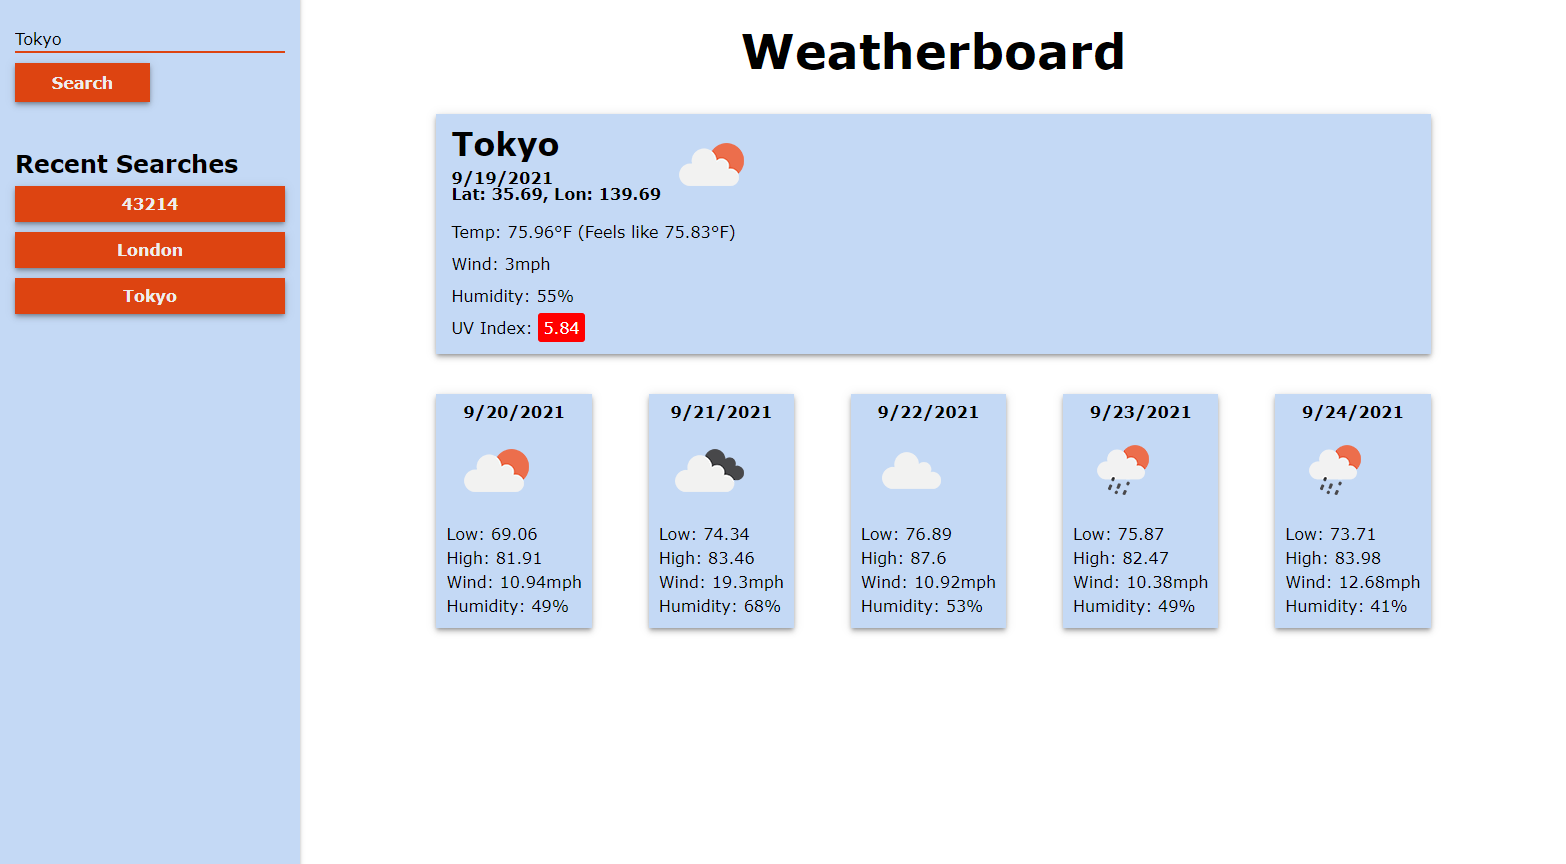 Tokyo
Search
Recent Searches
43214
London
Tokyo
Weatherboard
Tokyo
9/19/2021
Lat: 35.69, Lon: 139.69
Temp: 75.96°F (Feels like 75.83°F)
Wind: 3mph
Humidity: 55%
UV Index: 5.84
9/20/2021
Low: 69.06
High: 81.91
Wind: 10.94mph
Humidity: 49%
9/21/2021
Low: 74.34
High: 83.46
Wind: 19.3mph
Humidity: 68%
9/22/2021
Low: 76.89
High: 87.6
Wind: 10.92mph
Humidity: 53%
9/23/2021
Low: 75.87
High: 82.47
Wind: 10.38mph
Humidity: 49%
9/24/2021
Low: 73.71
High: 83.98
Wind: 12.68mph
Humidity: 41%